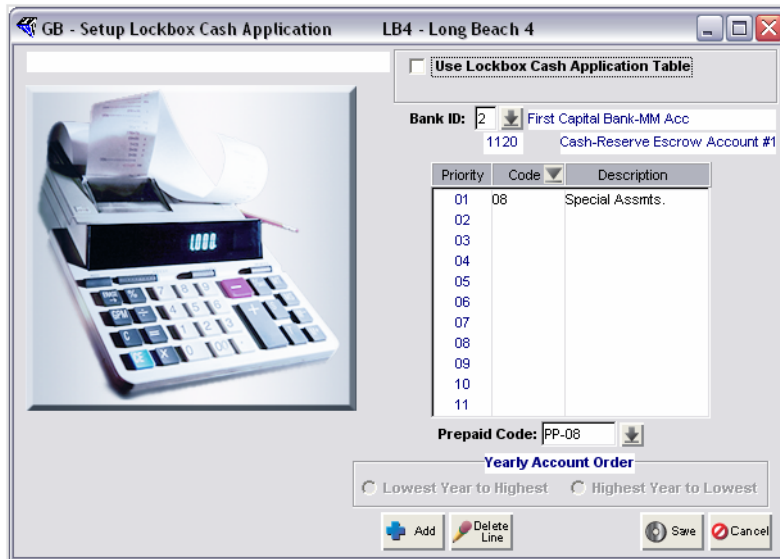 GB - Setup Lockbox Cash Application LB4 - Long Beach 4
Use Lockbox Cash Application Table
Bank ID: 2 First Capital Bank-MM Acc
1120 Cash-Reserve Escrow Account #1
Priority Code Description
01 08 Special Assmts.
02
03
04
05
06
07
08
09
10
11
Prepaid Code: PP-08
Yearly Account Order
Lowest Year to Highest Highest Year to Lowest
Add Delete Line Save Cancel